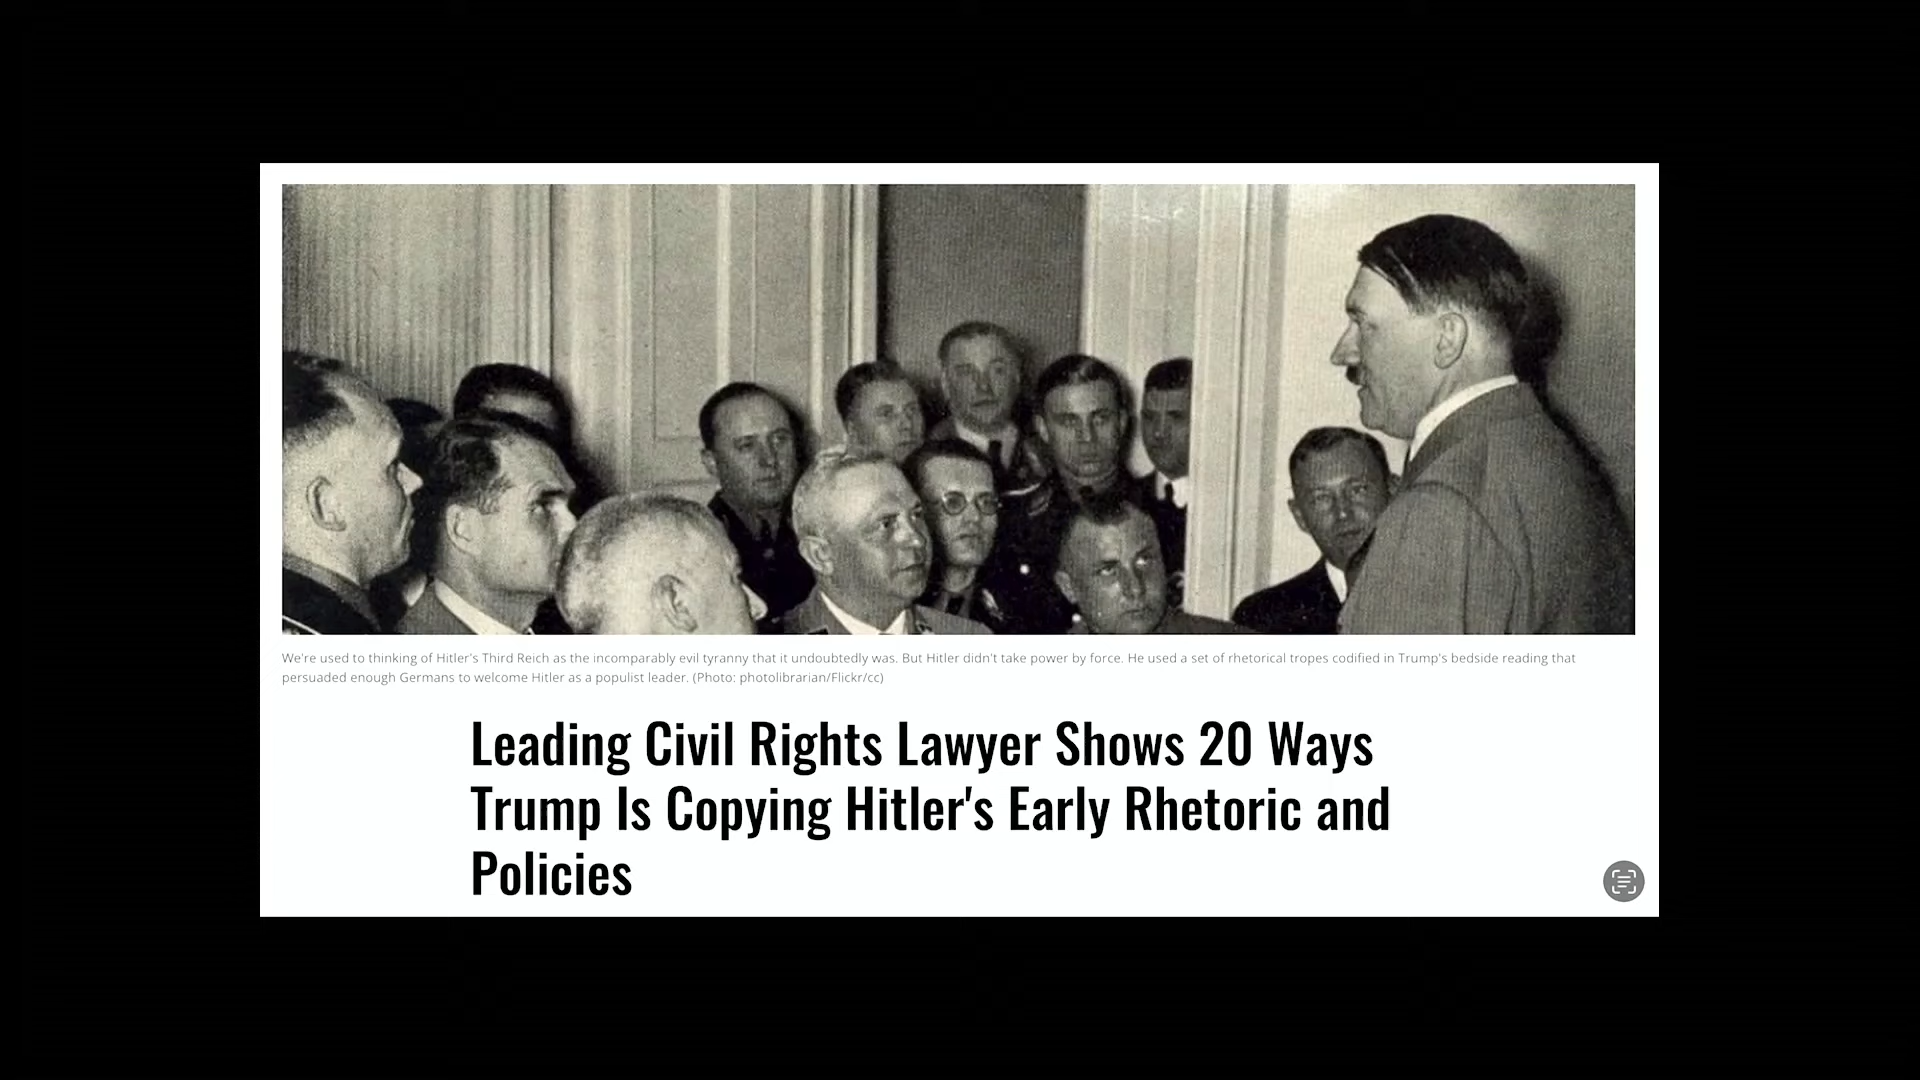 We're used to thinking of Hitler's Third Reich as the incomparably evil tyranny that it undoubtedly was. But Hitler didn't take power by force. He used a set of rhetorical tropes codified in Trump's bedside reading that
persuaded enough Germans to welcome Hitler as a populist leader. (Photo: photolibrarian/Flickr/cc)
Leading Civil Rights Lawyer Shows 20 Ways
Trump Is Copying Hitler's Early Rhetoric and
Policies